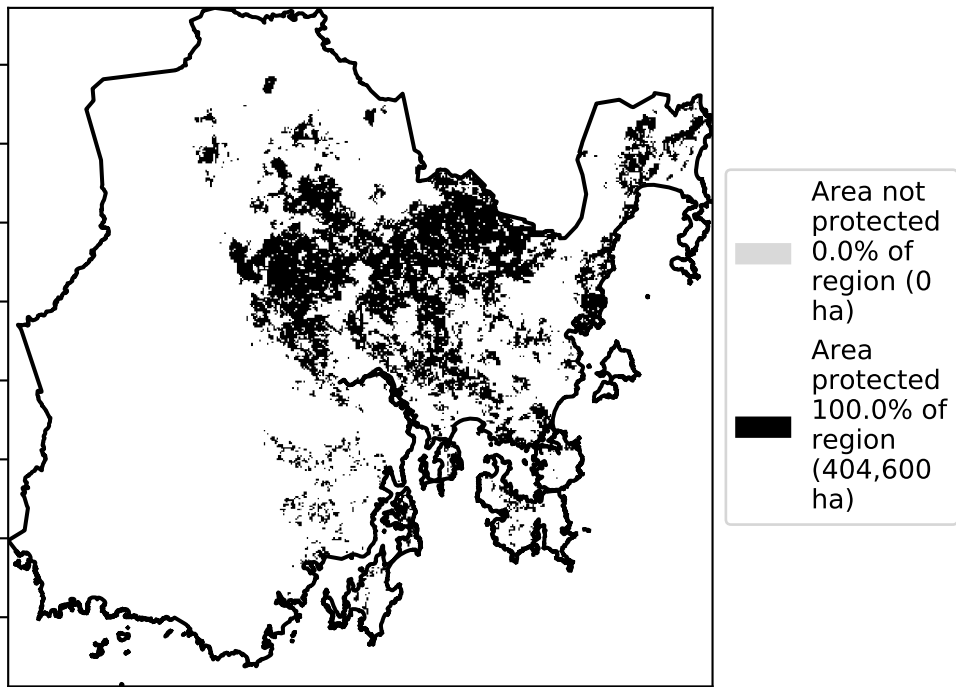 Area not
protected
0.0% of
region (0
ha)
Area
protected
100.0% of
region
(404,600
ha)